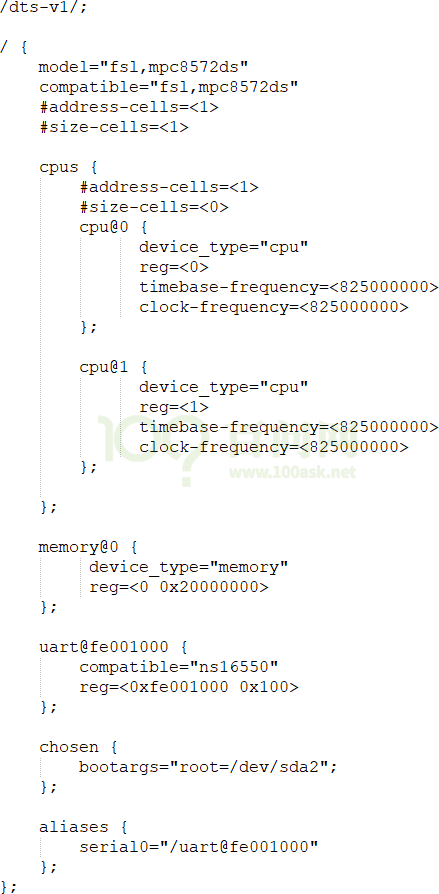 /dts-v1/;
/ {
model="fsl,mpc8572ds"
compatible="fsl,mpc8572ds"
#address-cells=<1>
#size-cells=<1>
cpus {
#address-cells=<1>
#size-cells=<0>
cpu@0 {
device_type="cpu"
reg=<0>
timebase-frequency=<825000000>
clock-frequency=<825000000>
};
cpu@1 {
device_type="cpu"
reg=<1>
timebase-frequency=<825000000>
clock-frequency=<825000000>
};
www.100ask.net
};
memory@0 {
device_type="memory"
reg=<0 0x20000000>
};
uart@fe001000 {
compatible="ns16550"
reg=<0xfe001000 0x100>
};
chosen {
bootargs="root=/dev/sda2";
};
aliases {
serial0="/uart@fe001000"
};
};